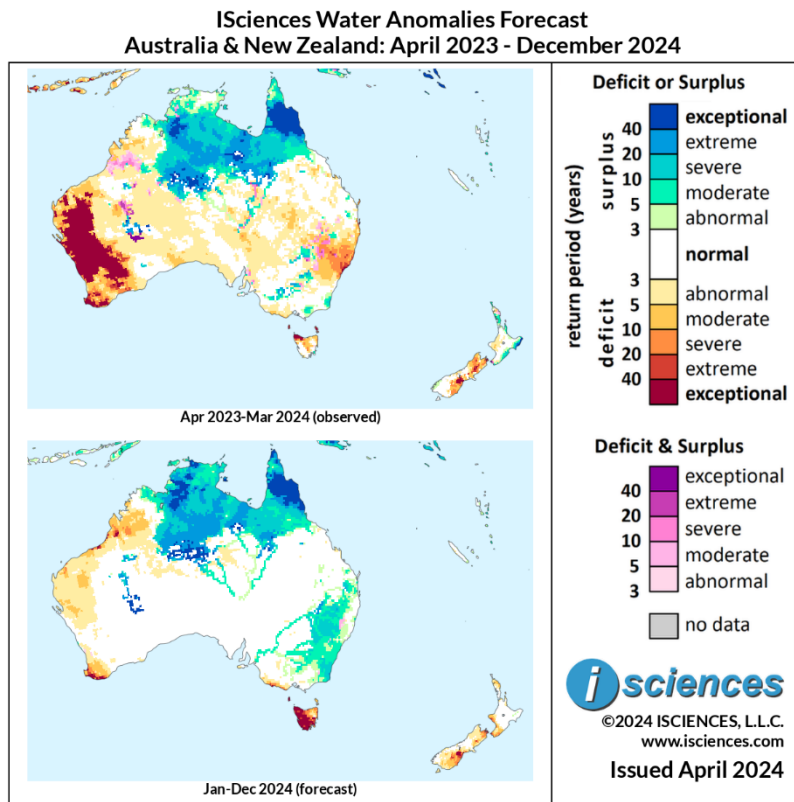 ISciences Water Anomalies Forecast
Australia & New Zealand: April 2023 - December 2024
Apr 2023-Mar 2024 (observed)
Jan-Dec 2024 (forecast)
Deficit or Surplus
return period (years)
surplus
deficit
exceptional
40
extreme
20
severe
10
moderate
5
abnormal
3
normal
3
abnormal
5
moderate
10
severe
20
extreme
40
exceptional
Deficit & Surplus
exceptional
40
extreme
20
severe
10
moderate
5
abnormal
3
no data
i sciences
©2024 ISCIENCES, L.L.C.
www.isciences.com
Issued April 2024